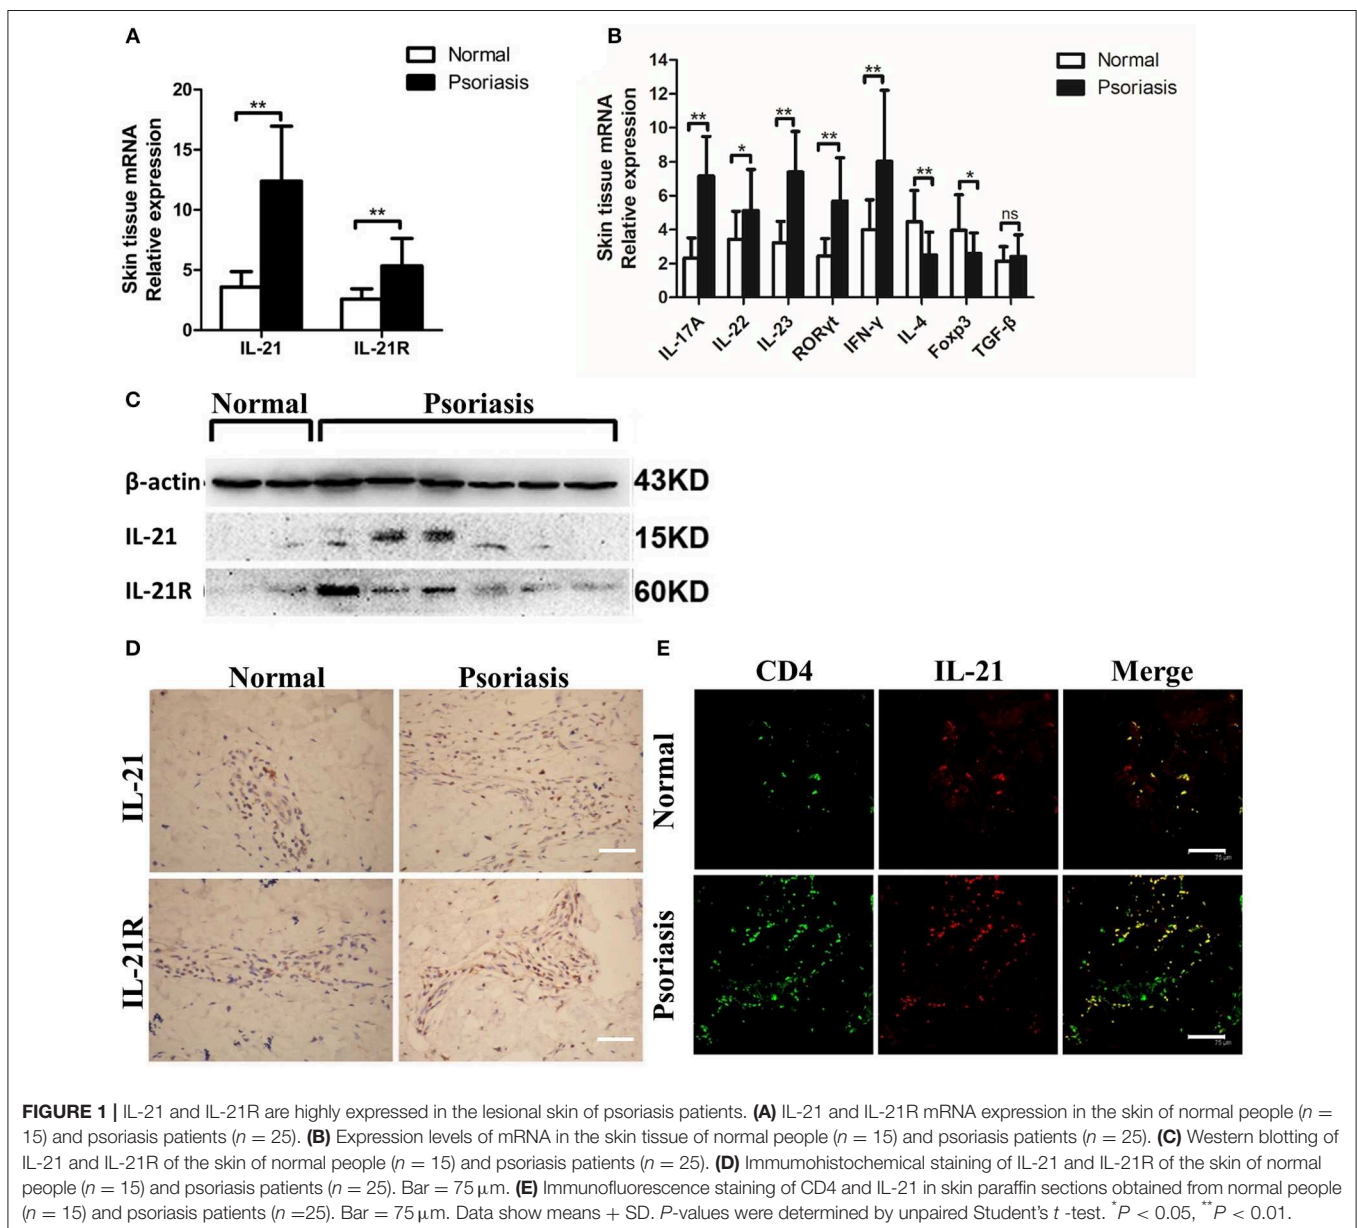 A
Normal
Psoriasis
Skin tissue mRNA
Relative expression
20
15
10
5
0
**
**
IL-21
IL-21R
B
Normal
Psoriasis
Skin tissue mRNA
Relative expression
14
12
10
8
6
4
2
0
**
*
**
**
**
**
*
ns
IL-17A
IL-22
IL-23
RORγt
IFN-γ
IL-4
Foxp3
TGF-β
C
Normal
Psoriasis
β-actin
43KD
IL-21
15KD
IL-21R
60KD
D
Normal
Psoriasis
IL-21
IL-21R
E
CD4
IL-21
Merge
Normal
75 μm
Psoriasis
75 μm
FIGURE 1 | IL-21 and IL-21R are highly expressed in the lesional skin of psoriasis patients. (A) IL-21 and IL-21R mRNA expression in the skin of normal people (n =
15) and psoriasis patients (n = 25). (B) Expression levels of mRNA in the skin tissue of normal people (n = 15) and psoriasis patients (n = 25). (C) Western blotting of
IL-21 and IL-21R of the skin of normal people (n = 15) and psoriasis patients (n = 25). (D) Immumohistochemical staining of IL-21 and IL-21R of the skin of normal
people (n = 15) and psoriasis patients (n = 25). Bar = 75 μm. (E) Immunofluorescence staining of CD4 and IL-21 in skin paraffin sections obtained from normal people
(n = 15) and psoriasis patients (n =25). Bar = 75 μm. Data show means + SD. P-values were determined by unpaired Student's t -test. *P < 0.05, **P < 0.01.